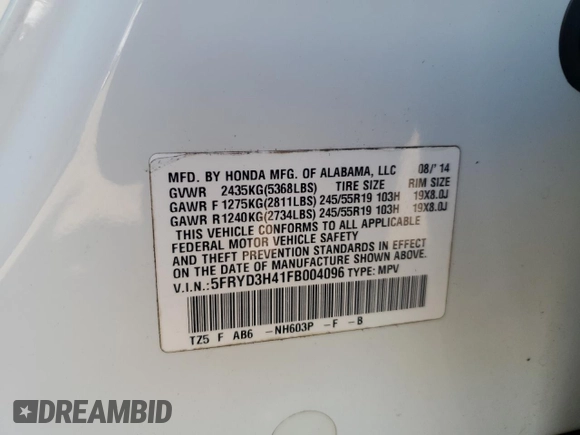 MFD. BY HONDA MFG. OF ALABAMA, LLC 08/'14
GVWR 2435KG(5368LBS) TIRE SIZE RIM SIZE
GAWR F 1275KG(2811LBS) 245/55R19 103H 19X8.0J
GAWR R 1240KG(2734LBS) 245/55R19 103H 19X8.0J
THIS VEHICLE CONFORMS TO ALL APPLICABLE
FEDERAL MOTOR VEHICLE SAFETY
AND THEFT PREVENTION STANDARDS IN EFFECT
ON THE DATE OF MANUFACTURE SHOWN ABOVE.
V.I.N.: 5FRYD3H41FB004096 TYPE: MPV
TZ5 F AB6 -NH603P -F -B
DREAMBID